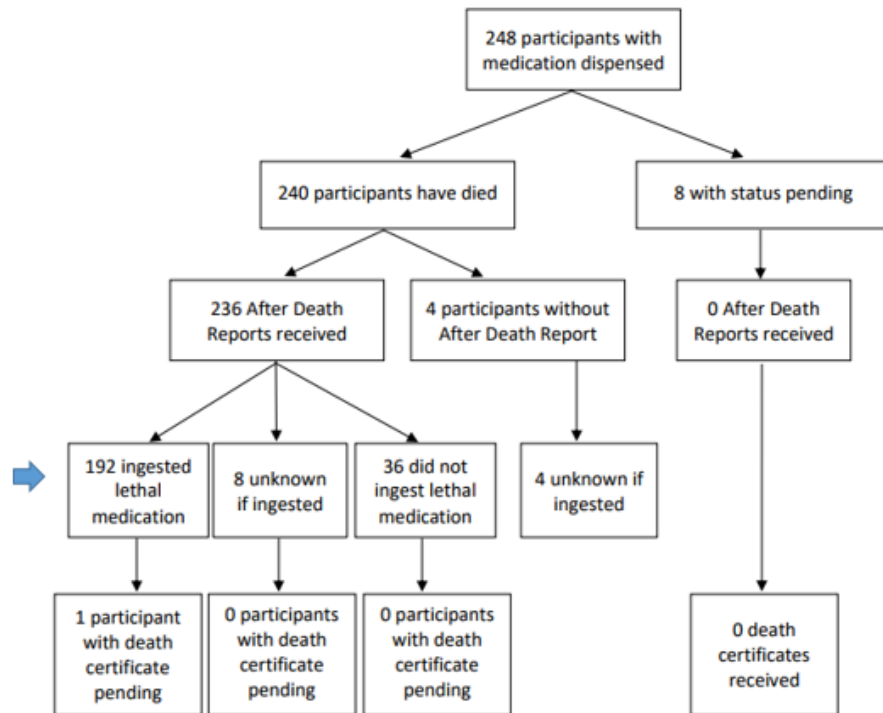 248 participants with
medication dispensed
240 participants have died
8 with status pending
236 After Death
Reports received
4 participants without
After Death Report
0 After Death
Reports received
192 ingested
lethal
medication
8 unknown
if ingested
36 did not
ingest lethal
medication
4 unknown if
ingested
1 participant
with death
certificate
pending
0 participants
with death
certificate
pending
0 participants
with death
certificate
pending
0 death
certificates
received